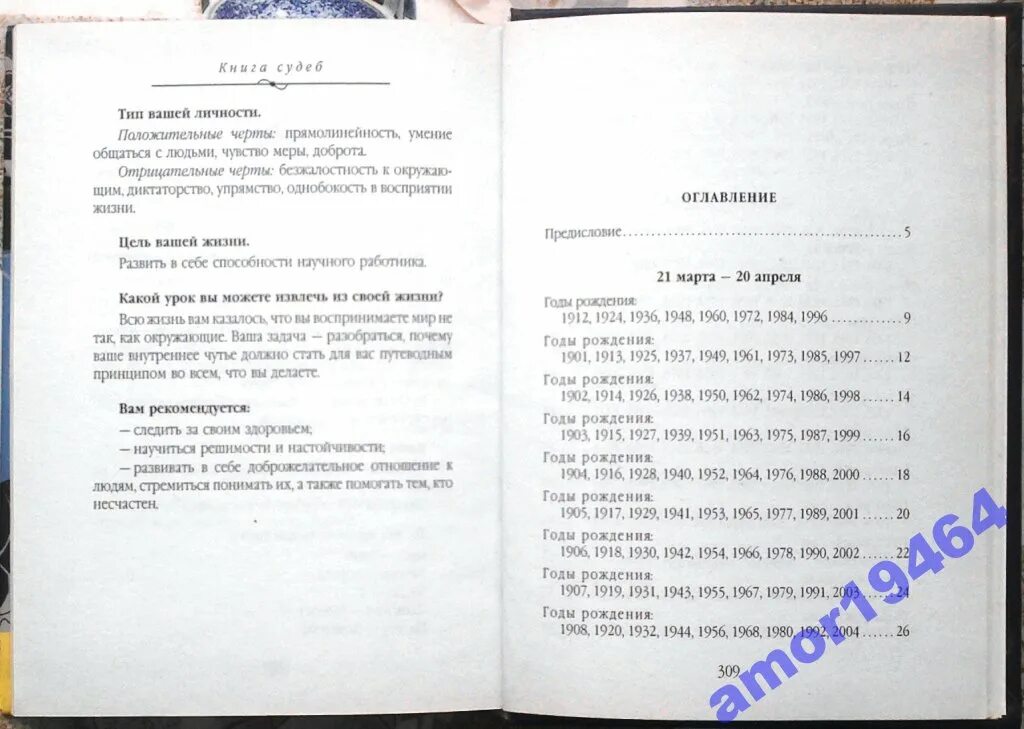 Книга судеб
Тип вашей личности.
Положительные черты: прямолинейность, умение
общаться с людьми, чувство меры, доброта.
Отрицательные черты: безжалостность к окружаю-
щим, диктаторство, упрямство, однобокость в восприятии
жизни.
Цель вашей жизни.
Развить в себе способности научного работника.
Какой урок вы можете извлечь из своей жизни?
Всю жизнь вам казалось, что вы воспринимаете мир не
так, как окружающие. Ваша задача — разобраться, почему
ваше внутреннее чутье должно стать для вас путеводным
принципом во всем, что вы делаете.
Вам рекомендуется:
— следить за своим здоровьем;
— научиться решимости и настойчивости;
— развивать в себе доброжелательное отношение к
людям, стремиться понимать их, а также помогать тем, кто
несчастен.
ОГЛАВЛЕНИЕ
Предисловие.......................................... 5
21 марта — 20 апреля
Годы рождения:
1912, 1924, 1936, 1948, 1960, 1972, 1984, 1996 ............ 9
Годы рождения:
1901, 1913, 1925, 1937, 1949, 1961, 1973, 1985, 1997 ...... 12
Годы рождения:
1902, 1914, 1926, 1938, 1950, 1962, 1974, 1986, 1998 ...... 14
Годы рождения:
1903, 1915, 1927, 1939, 1951, 1963, 1975, 1987, 1999 ...... 16
Годы рождения:
1904, 1916, 1928, 1940, 1952, 1964, 1976, 1988, 2000 ...... 18
Годы рождения:
1905, 1917, 1929, 1941, 1953, 1965, 1977, 1989, 2001 ...... 20
Годы рождения:
1906, 1918, 1930, 1942, 1954, 1966, 1978, 1990, 2002 ...... 22
Годы рождения:
1907, 1919, 1931, 1943, 1955, 1967, 1979, 1991, 2003 ...... 24
Годы рождения:
1908, 1920, 1932, 1944, 1956, 1968, 1980, 1992, 2004 ...... 26
309
amor19464